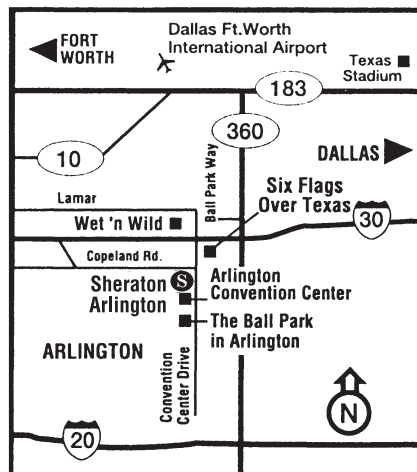 Dallas Ft.Worth
International Airport
FORT
WORTH
Texas
Stadium
183
360
10
DALLAS
Ball Park Way
Six Flags
Over Texas
Lamar
Wet 'n Wild
30
Copeland Rd.
Sheraton
Arlington
S
Arlington
Convention Center
The Ball Park
in Arlington
ARLINGTON
Convention
Center Drive
N
20